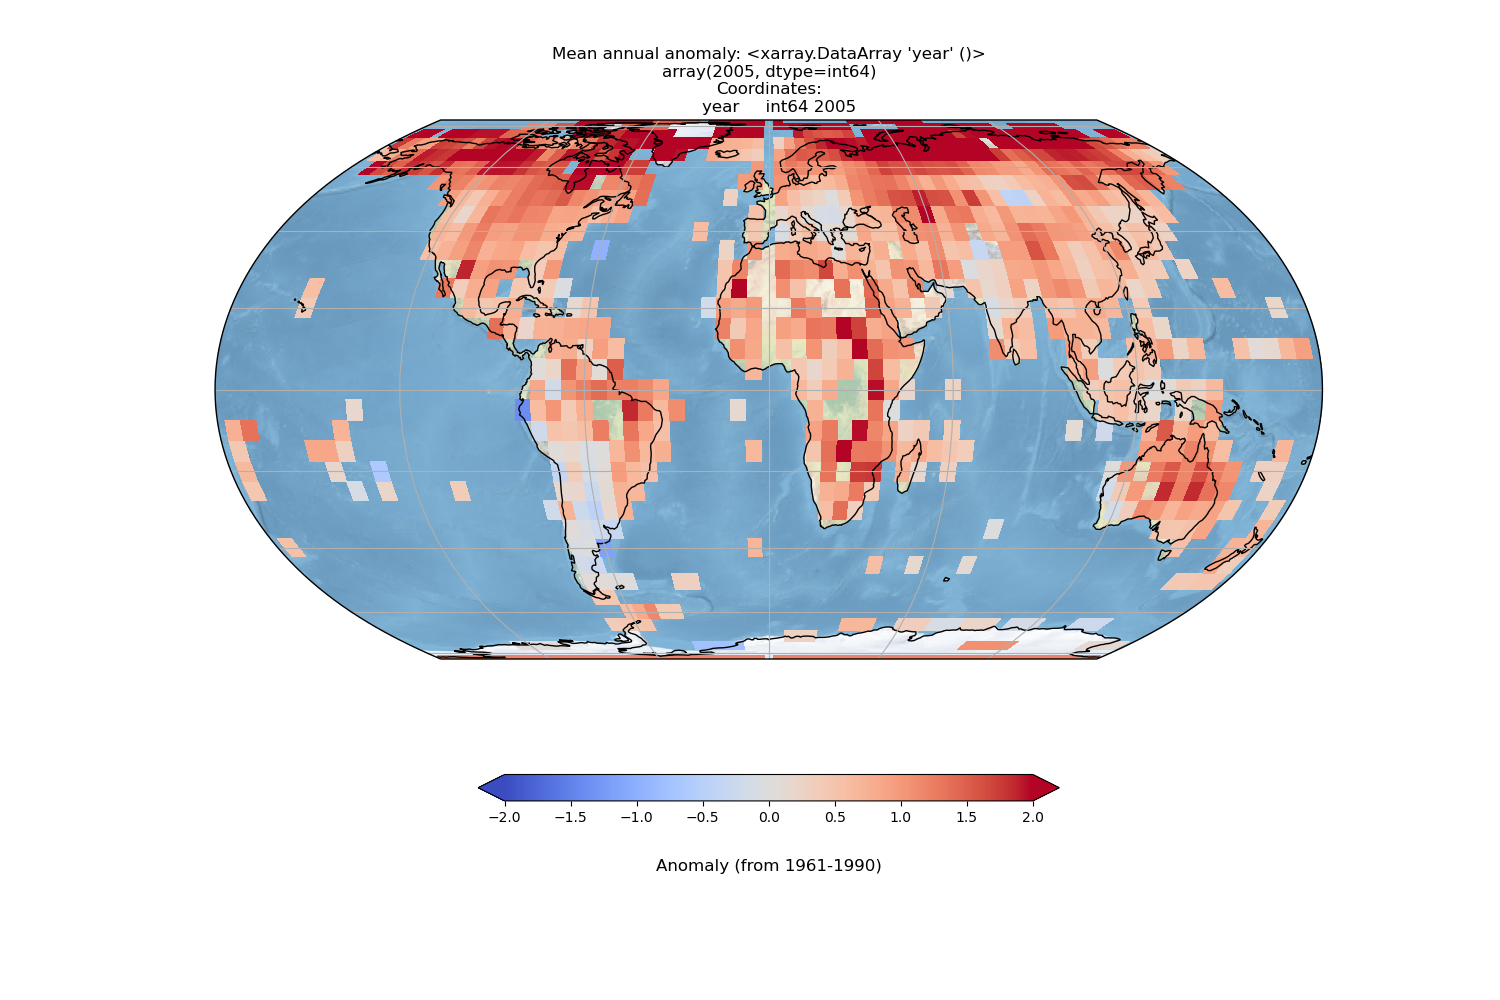 Mean annual anomaly: <xarray.DataArray 'year' ()>
array(2005, dtype=int64)
Coordinates:
year     int64 2005
−2.0 −1.5 −1.0 −0.5 0.0 0.5 1.0 1.5 2.0
Anomaly (from 1961-1990)